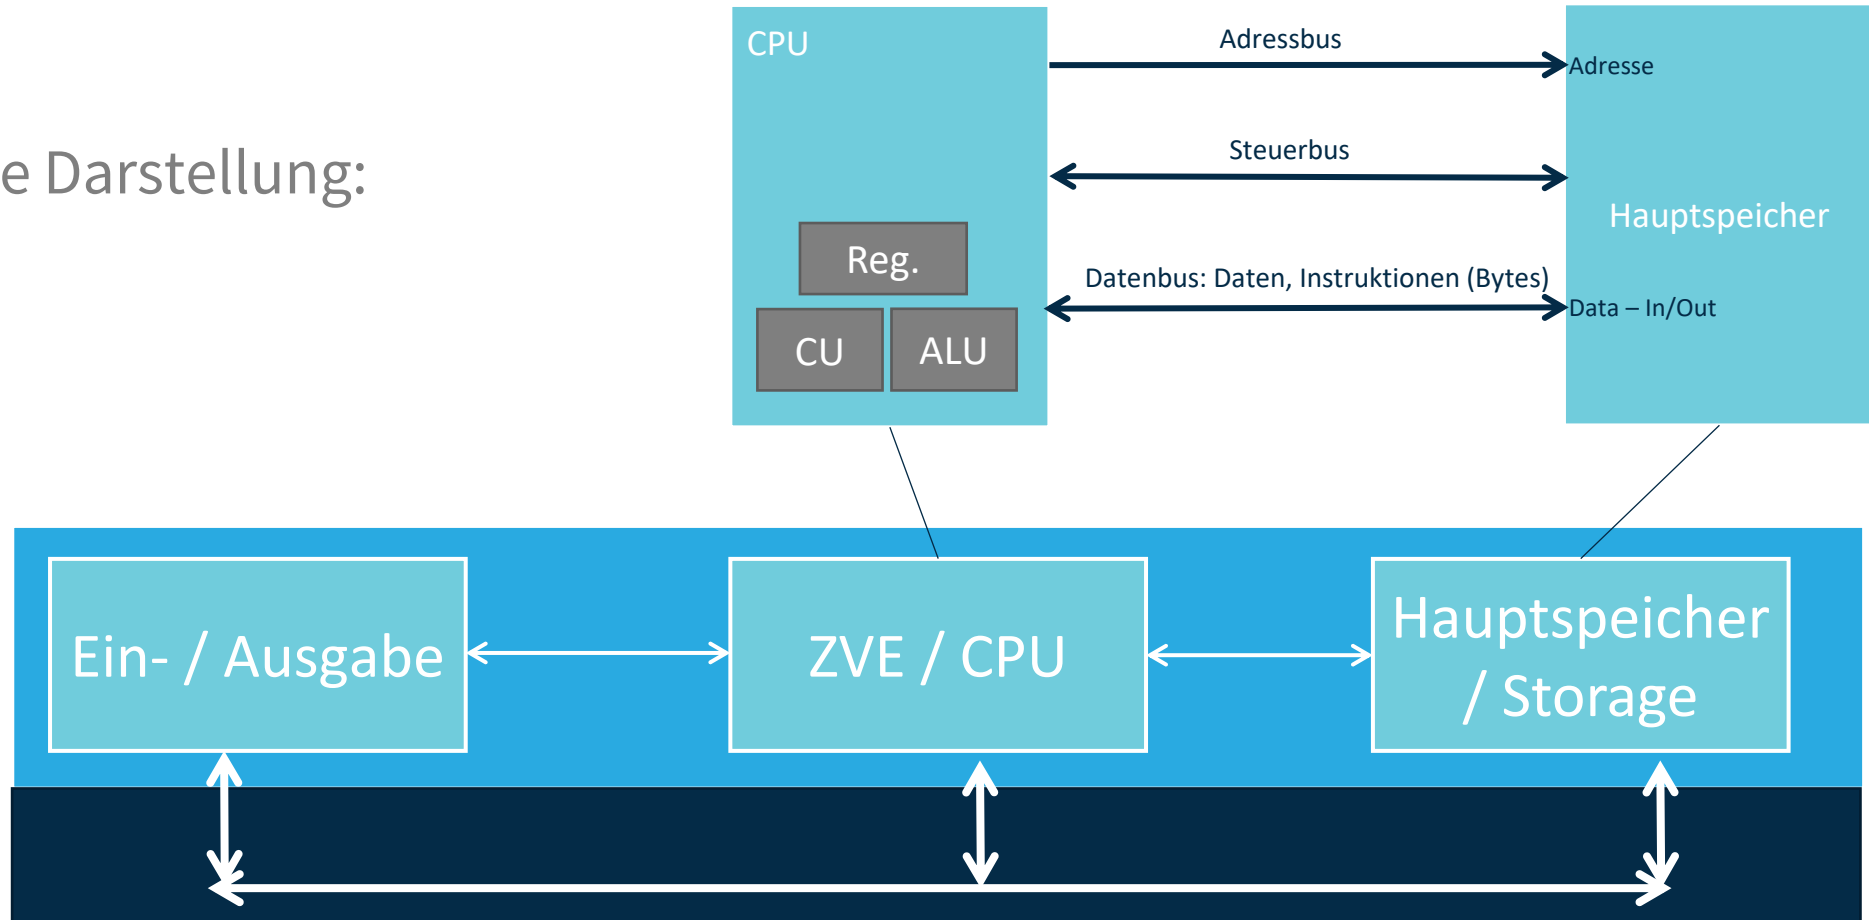 e Darstellung:
CPU
Reg.
CU
ALU
Adressbus
Steuerbus
Datenbus: Daten, Instruktionen (Bytes)
Adresse
Hauptspeicher
Data – In/Out
Ein- / Ausgabe
ZVE / CPU
Hauptspeicher
/ Storage